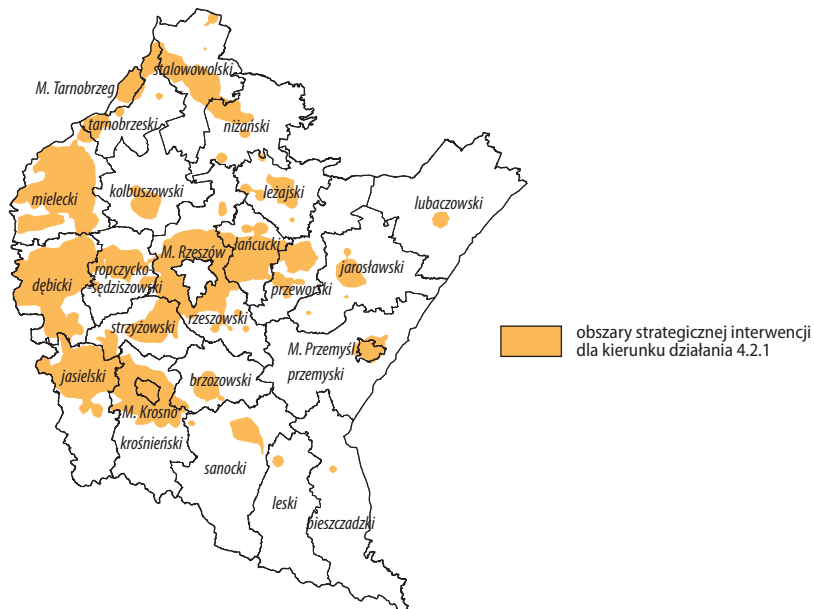 stalowowolski
M. Tarnobrzeg
tarnobrzeski
niżański
mielecki
kolbuszowski
leżajski
lubaczowski
M. Rzeszów
łańcucki
ropczycko-
sędziszowski
dębicki
jarosławski
przeworski
rzeszowski
strzyżowski
M. Przemyśl
przemyski
jasielski
brzozowski
M. Krosno
krośnieński
sanocki
leski
bieszczadzki
obszary strategicznej interwencji
dla kierunku działania 4.2.1